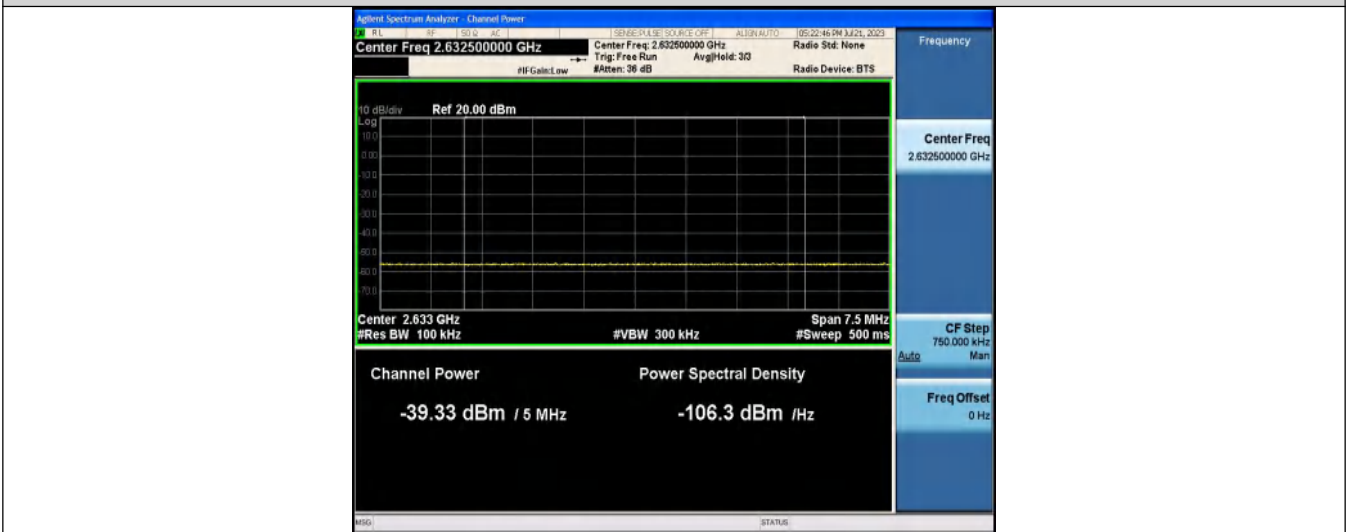 Agilent Spectrum Analyzer - Channel Power
RL RF 50 Ω AC SENSE:PULSE SOURCE OFF ALIGN AUTO 05:22:46 PM Jul 21, 2023
Center Freq 2.632500000 GHz
Center Freq: 2.632500000 GHz
Radio Std: None
Trig: Free Run Avg|Hold: 3/3
#IFGain:Low #Atten: 36 dB Radio Device: BTS
10 dB/div Ref 20.00 dBm
Log
10.0
0.00
-10.0
-20.0
-30.0
-40.0
-50.0
-60.0
-70.0
Center 2.633 GHz Span 7.5 MHz
#Res BW 100 kHz #VBW 300 kHz #Sweep 500 ms
Channel Power Power Spectral Density
-39.33 dBm / 5 MHz -106.3 dBm /Hz
MSG STATUS
Frequency
Center Freq
2.632500000 GHz
CF Step
750.000 kHz
Auto Man
Freq Offset
0 Hz